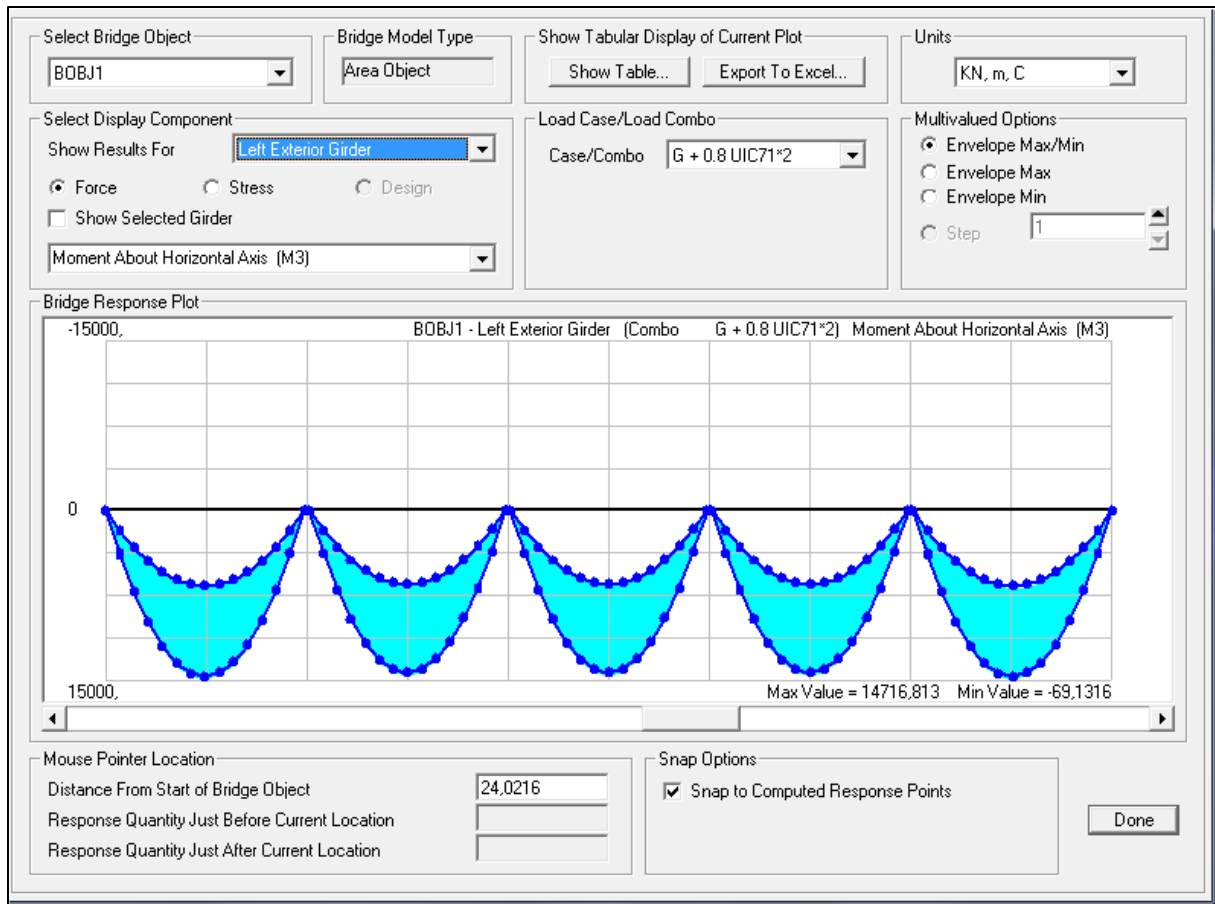 Select Bridge Object
BOBJ1
Bridge Model Type
Area Object
Show Tabular Display of Current Plot
Show Table...
Export To Excel...
Units
KN, m, C
Select Display Component
Show Results For
Left Exterior Girder
Force
Stress
Design
Show Selected Girder
Moment About Horizontal Axis (M3)
Load Case/Load Combo
Case/Combo
G + 0.8 UIC71*2
Multivalued Options
Envelope Max/Min
Envelope Max
Envelope Min
Step
1
Bridge Response Plot
-15000,
BOBJ1 - Left Exterior Girder (Combo G + 0.8 UIC71*2) Moment About Horizontal Axis (M3)
0
15000,
Max Value = 14716,813 Min Value = -69,1316
Mouse Pointer Location
Distance From Start of Bridge Object
24,0216
Response Quantity Just Before Current Location
Response Quantity Just After Current Location
Snap Options
Snap to Computed Response Points
Done